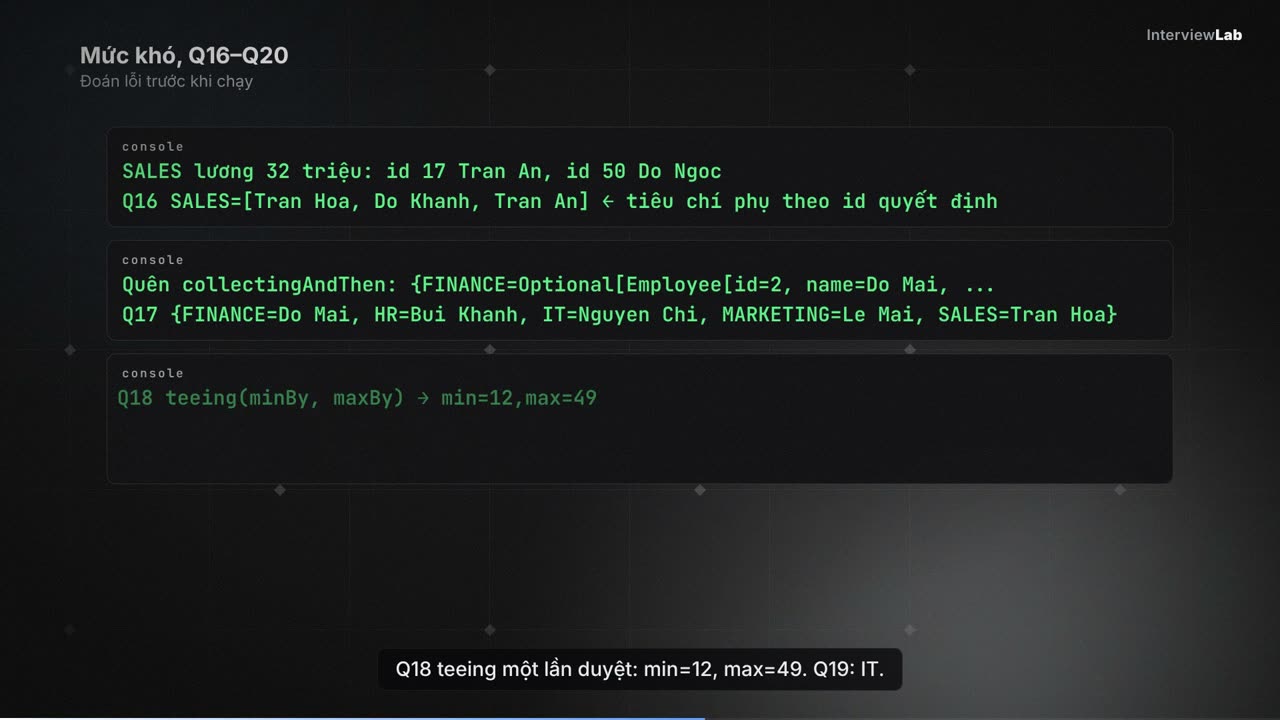 Mức khó, Q16–Q20
InterviewLab
Đoán lỗi trước khi chạy
console
SALES lương 32 triệu: id 17 Tran An, id 50 Do Ngoc
Q16 SALES=[Tran Hoa, Do Khanh, Tran An] ← tiêu chí phụ theo id quyết định
console
Quên collectingAndThen: {FINANCE=Optional[Employee[id=2, name=Do Mai, ...
Q17 {FINANCE=Do Mai, HR=Bui Khanh, IT=Nguyen Chi, MARKETING=Le Mai, SALES=Tran Hoa}
console
Q18 teeing(minBy, maxBy) → min=12,max=49
Q18 teeing một lần duyệt: min=12, max=49. Q19: IT.